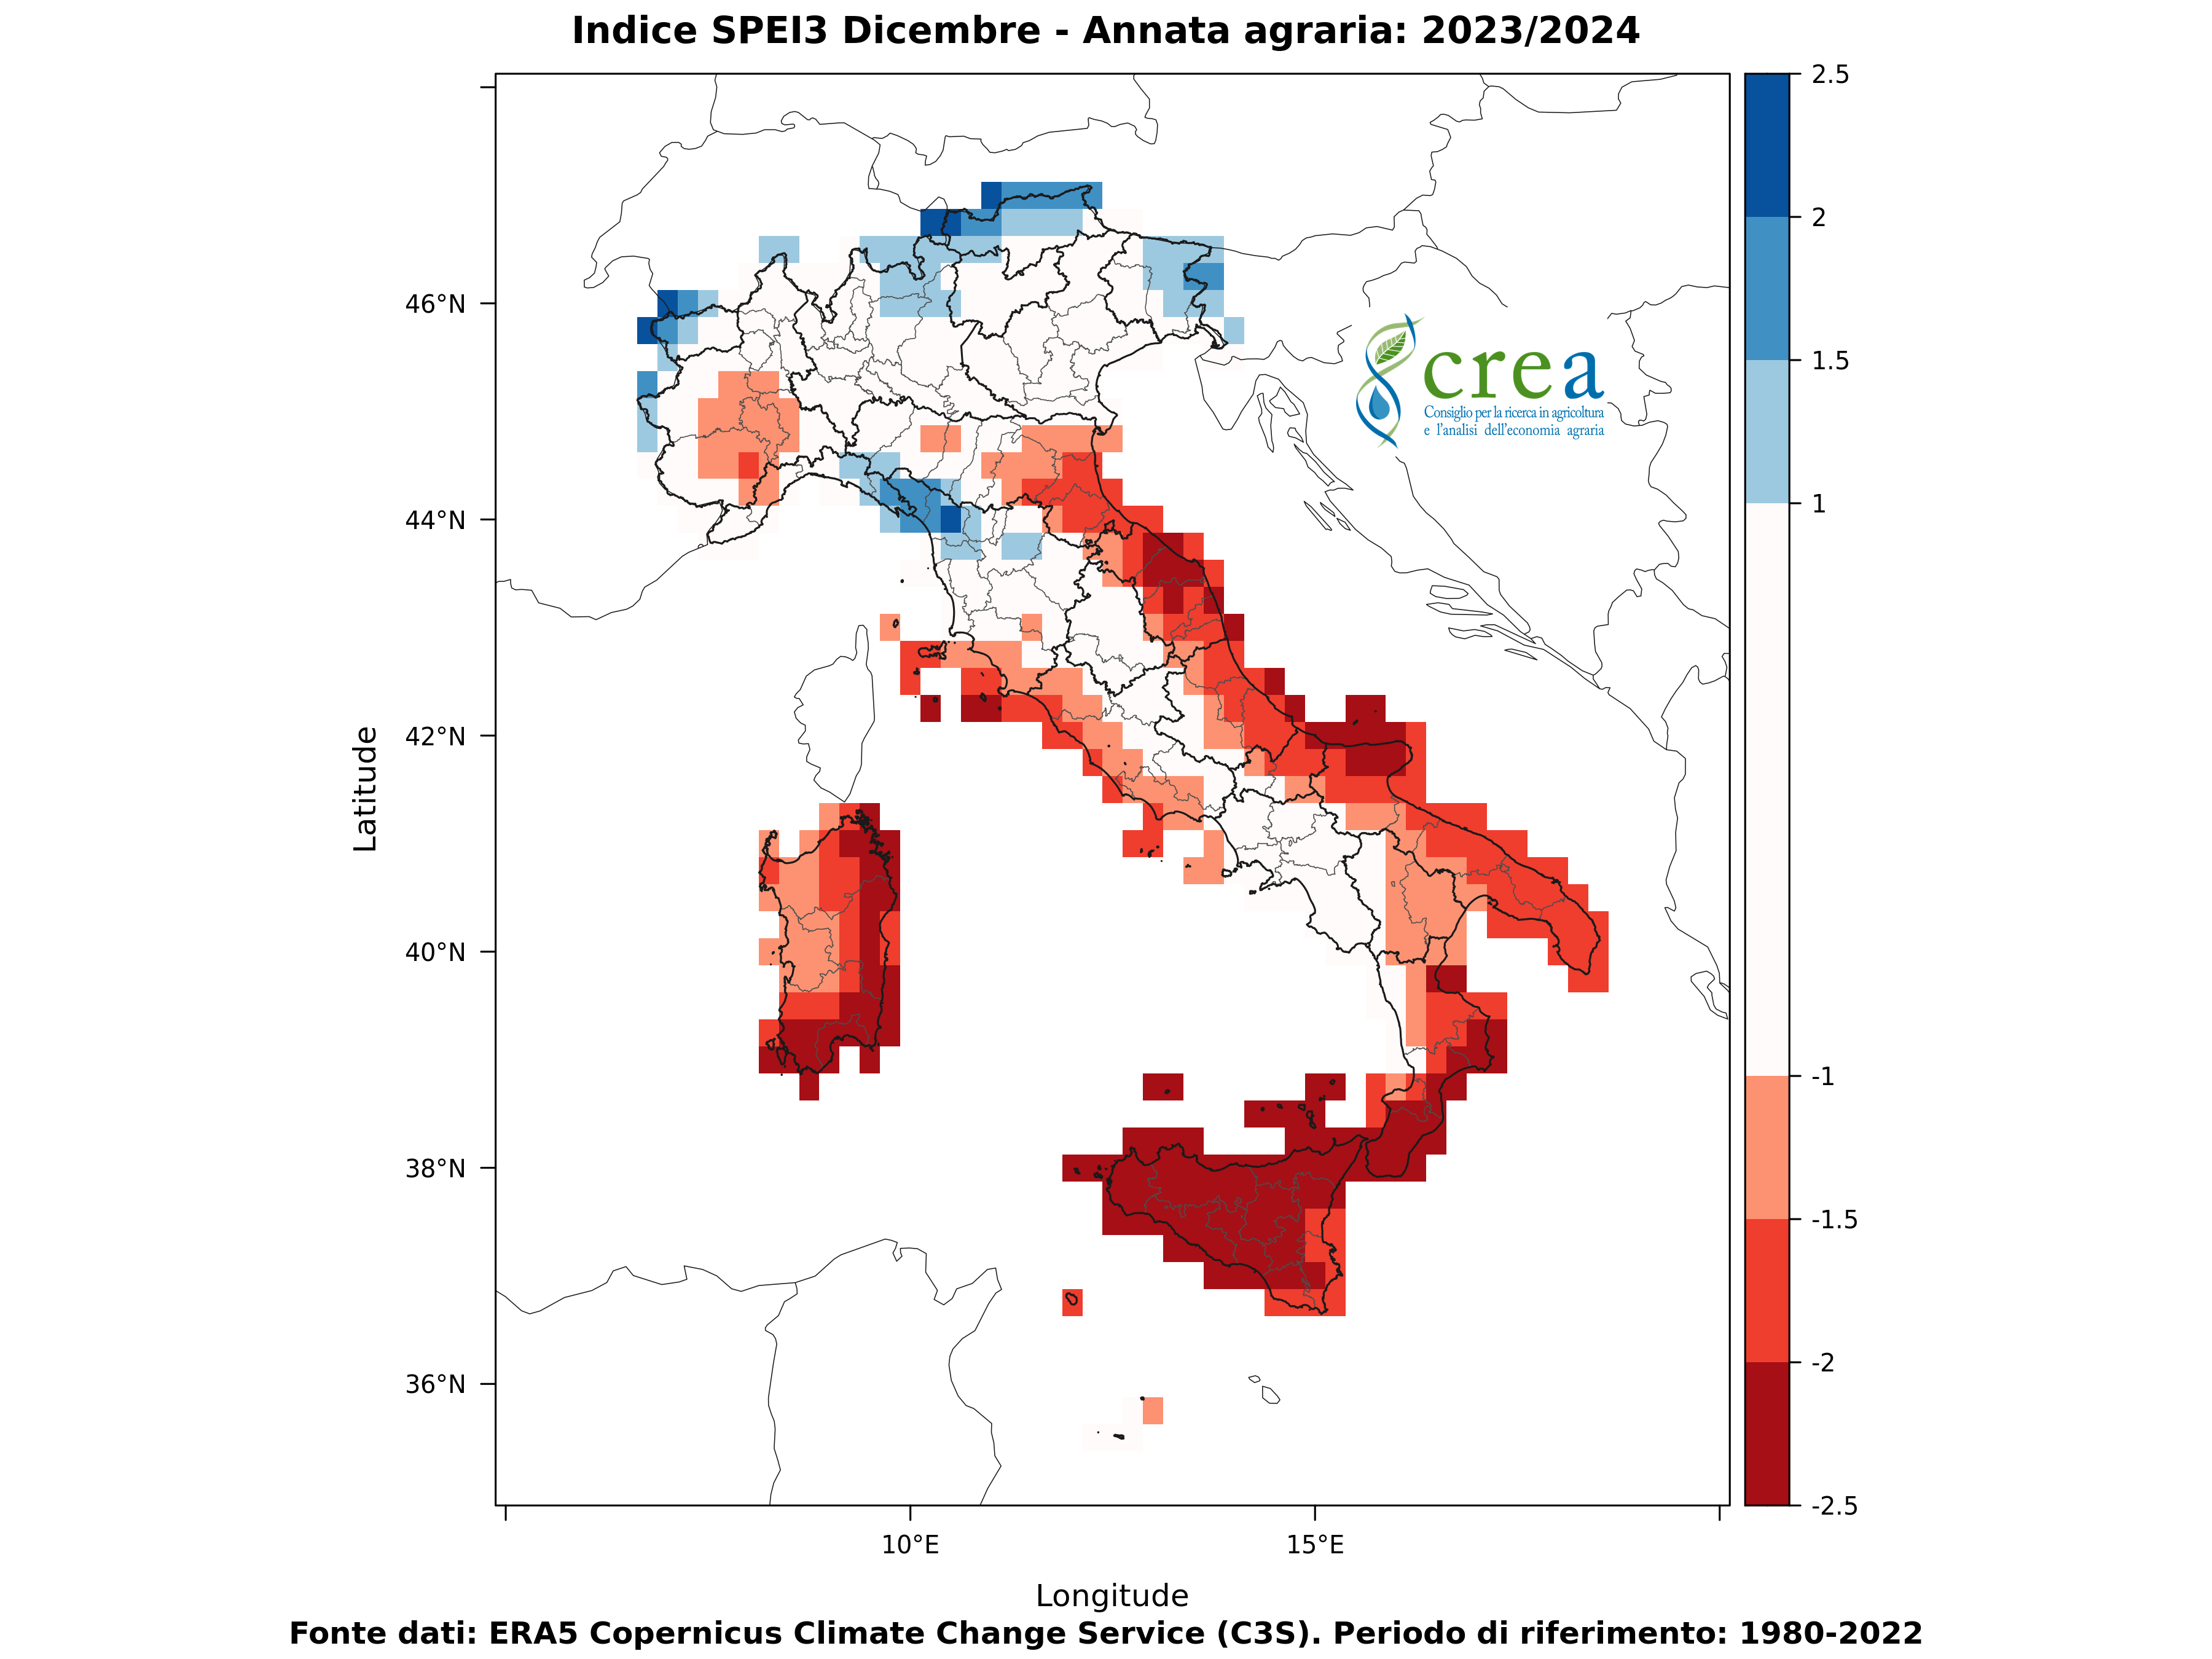 Indice SPEI3 Dicembre - Annata agraria: 2023/2024
2.5
2
1.5
1
-1
-1.5
-2
-2.5
46°N
44°N
42°N
40°N
38°N
36°N
Latitude
crea
Consiglio per la ricerca in agricoltura
e l'analisi dell'economia agraria
10°E
15°E
Longitude
Fonte dati: ERA5 Copernicus Climate Change Service (C3S). Periodo di riferimento: 1980-2022